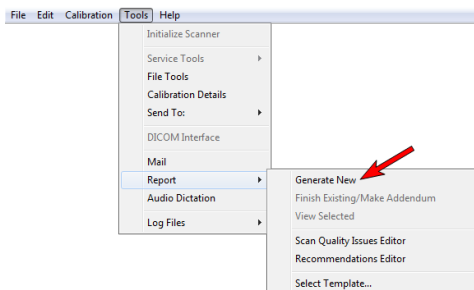 File Edit Calibration Tools Help
Initialize Scanner
Service Tools
File Tools
Calibration Details
Send To:
DICOM Interface
Mail
Report
Audio Dictation
Log Files
Generate New
Finish Existing/Make Addendum
View Selected
Scan Quality Issues Editor
Recommendations Editor
Select Template...